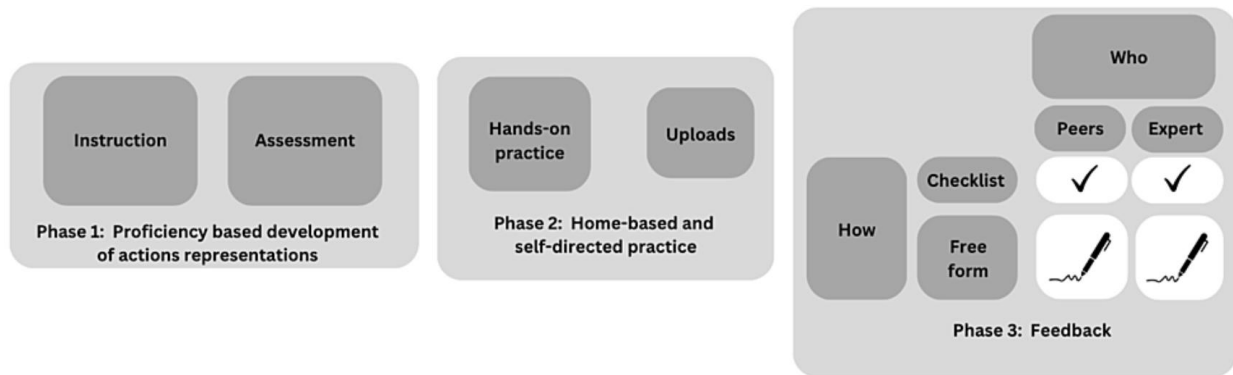 Instruction
Assessment
Phase 1: Proficiency based development
of actions representations
Hands-on
practice
Uploads
Phase 2: Home-based and
self-directed practice
Who
Peers
Expert
How
Checklist
Free
form
Phase 3: Feedback